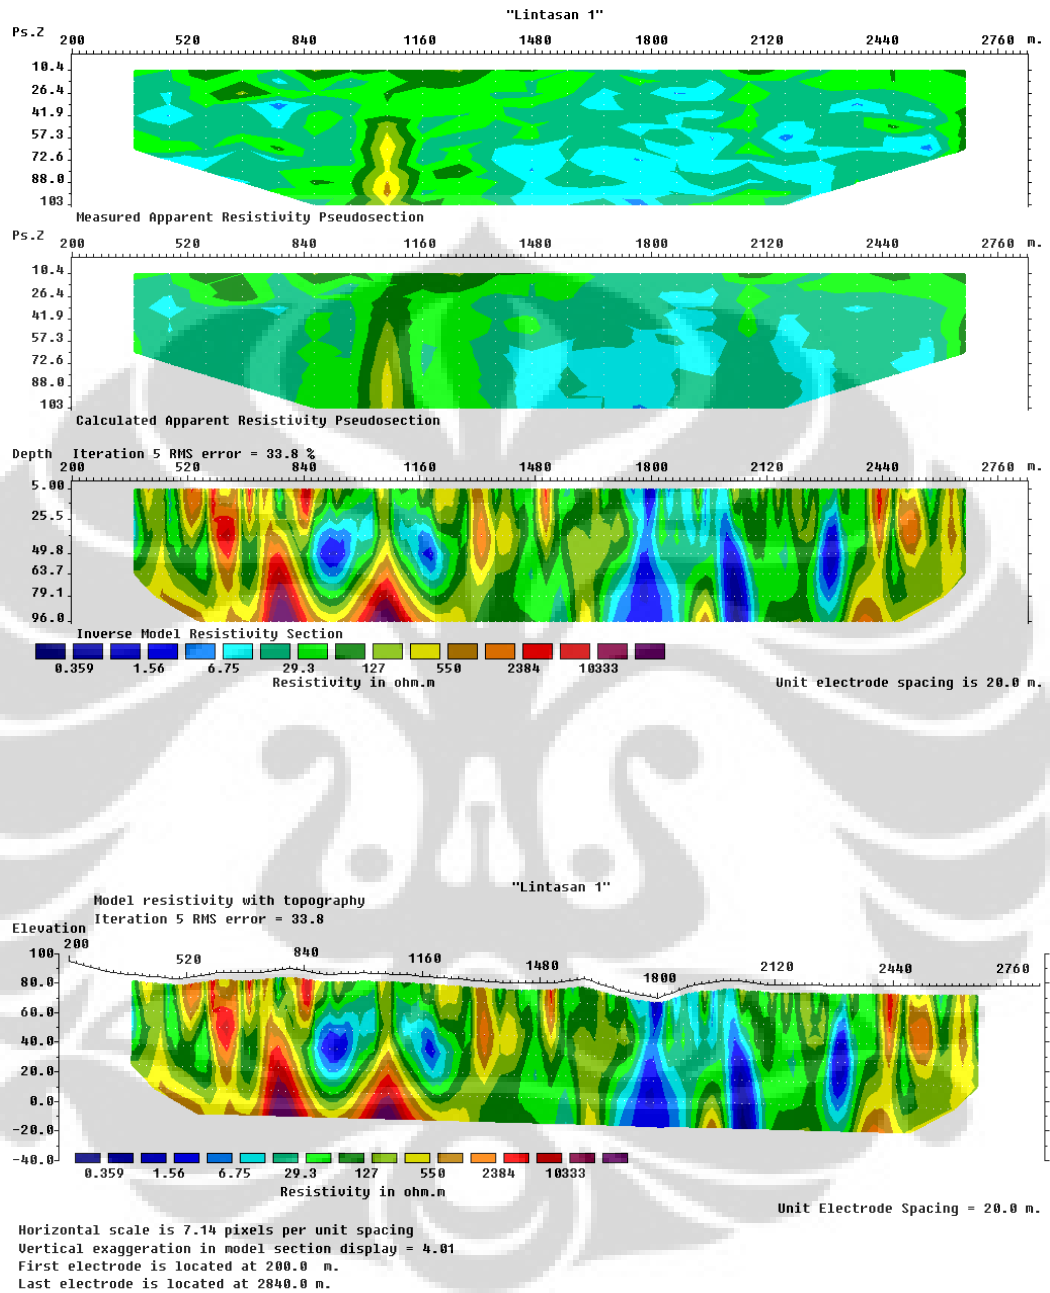 "Lintasan 1"
Ps.Z 200 520 840 1160 1480 1800 2120 2440 2760 m.
10.4
26.4
41.9
57.3
72.6
88.0
103
Measured Apparent Resistivity Pseudosection
Ps.Z 200 520 840 1160 1480 1800 2120 2440 2760 m.
10.4
26.4
41.9
57.3
72.6
88.0
103
Calculated Apparent Resistivity Pseudosection
Depth Iteration 5 RMS error = 33.8 %
200 520 840 1160 1480 1800 2120 2440 2760 m.
5.00
25.5
49.8
63.7
79.1
96.0
Inverse Model Resistivity Section
0.359 1.56 6.75 29.3 127 550 2384 10333
Resistivity in ohm.m
Unit electrode spacing is 20.0 m.
"Lintasan 1"
Model resistivity with topography
Iteration 5 RMS error = 33.8
Elevation
200 520 840 1160 1480 1800 2120 2440 2760
100
80.0
60.0
40.0
20.0
0.0
-20.0
-40.0
0.359 1.56 6.75 29.3 127 550 2384 10333
Resistivity in ohm.m
Unit Electrode Spacing = 20.0 m.
Horizontal scale is 7.14 pixels per unit spacing
Vertical exaggeration in model section display = 4.01
First electrode is located at 200.0 m.
Last electrode is located at 2840.0 m.